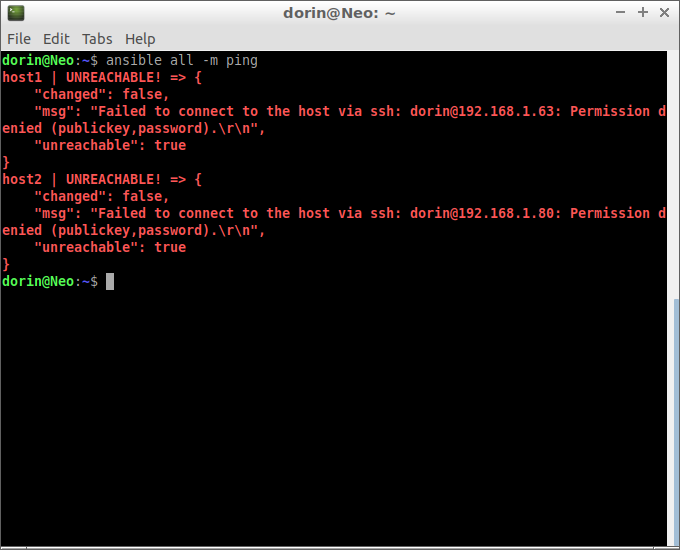 dorin@Neo: ~
File Edit Tabs Help
dorin@Neo:~$ ansible all -m ping
host1 | UNREACHABLE! => {
    "changed": false,
    "msg": "Failed to connect to the host via ssh: dorin@192.168.1.63: Permission d
enied (publickey,password).\r\n",
    "unreachable": true
}
host2 | UNREACHABLE! => {
    "changed": false,
    "msg": "Failed to connect to the host via ssh: dorin@192.168.1.80: Permission d
enied (publickey,password).\r\n",
    "unreachable": true
}
dorin@Neo:~$